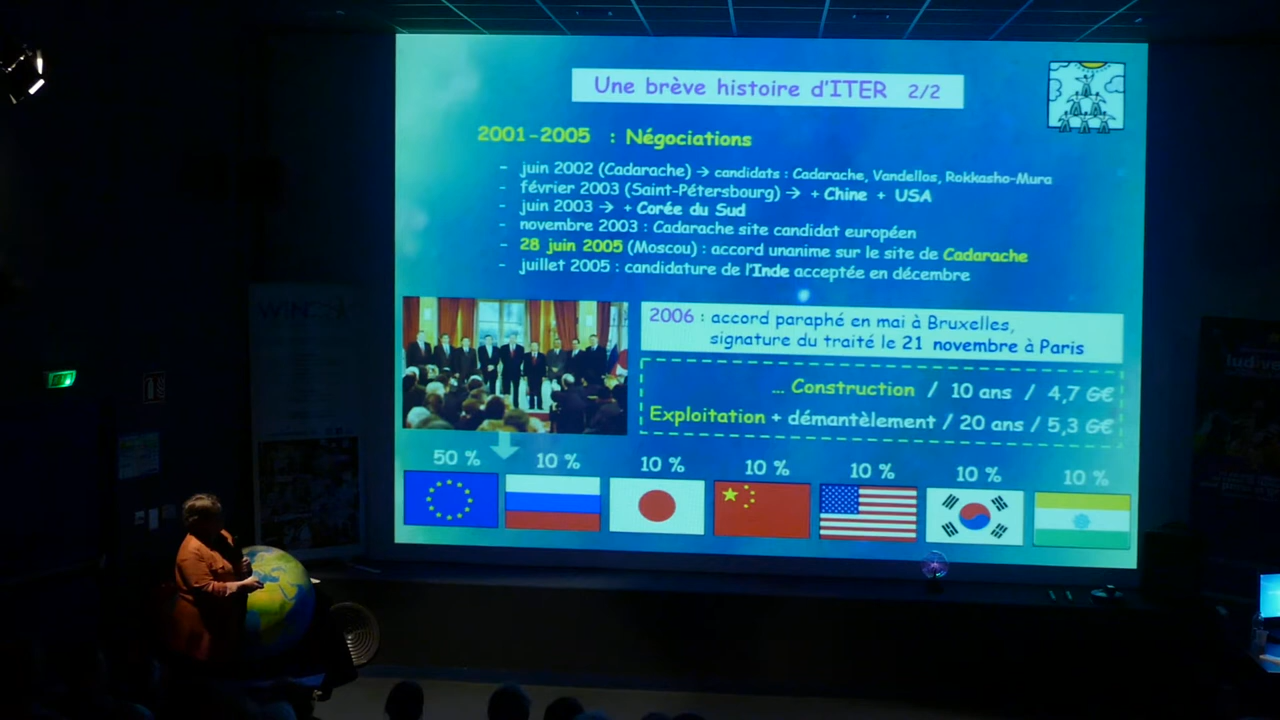 Une brève histoire d'ITER 2/2
2001-2005 : Négociations
- juin 2002 (Cadarache) → candidats : Cadarache, Vandellos, Rokkasho-Mura
- février 2003 (Saint-Pétersbourg) → + Chine + USA
- juin 2003 → + Corée du Sud
- novembre 2003 : Cadarache site candidat européen
- 28 juin 2005 (Moscou) : accord unanime sur le site de Cadarache
- juillet 2005 : candidature de l'Inde acceptée en décembre
2006 : accord paraphé en mai à Bruxelles,
signature du traité le 21 novembre à Paris
... Construction / 10 ans / 4,7 G€
Exploitation + démantèlement / 20 ans / 5,3 G€
50 % 10 % 10 % 10 % 10 % 10 % 10 %